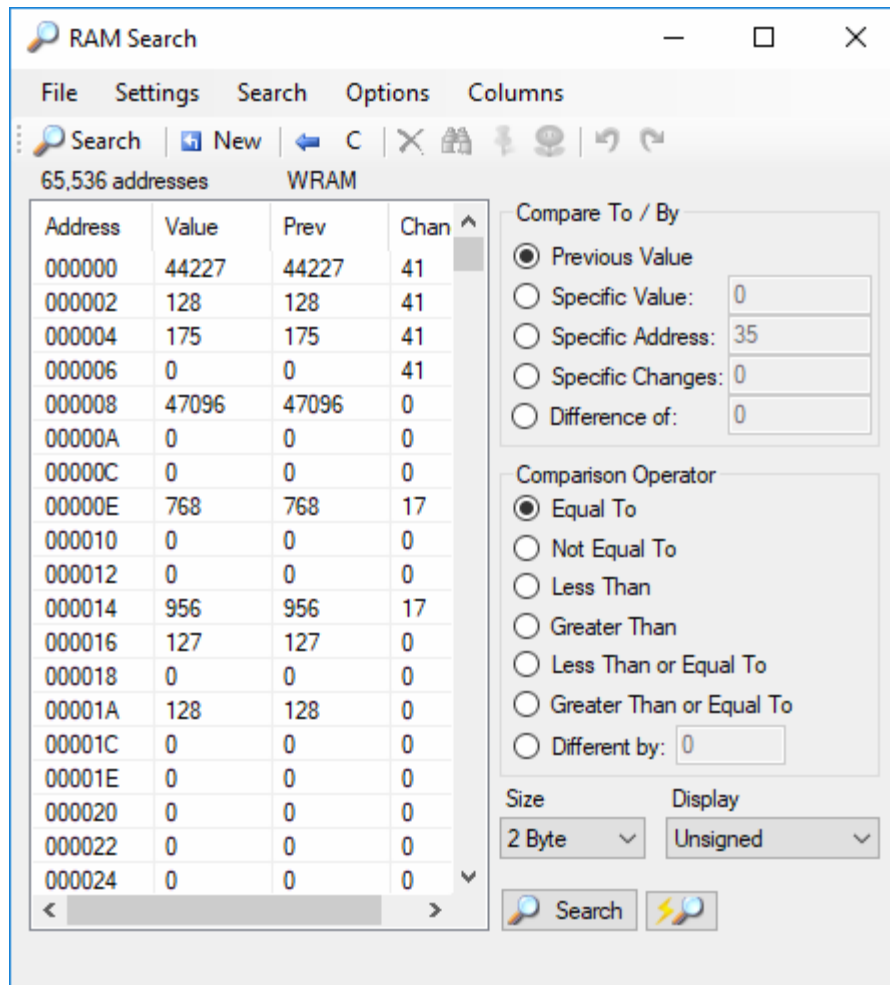 RAM Search
File Settings Search Options Columns
Search New C
65,536 addresses WRAM
Address Value Prev Chan
000000 44227 44227 41
000002 128 128 41
000004 175 175 41
000006 0 0 41
000008 47096 47096 0
00000A 0 0 0
00000C 0 0 0
00000E 768 768 17
000010 0 0 0
000012 0 0 0
000014 956 956 17
000016 127 127 0
000018 0 0 0
00001A 128 128 0
00001C 0 0 0
00001E 0 0 0
000020 0 0 0
000022 0 0 0
000024 0 0 0
Compare To / By
Previous Value
Specific Value: 0
Specific Address: 35
Specific Changes: 0
Difference of: 0
Comparison Operator
Equal To
Not Equal To
Less Than
Greater Than
Less Than or Equal To
Greater Than or Equal To
Different by: 0
Size Display
2 Byte Unsigned
Search